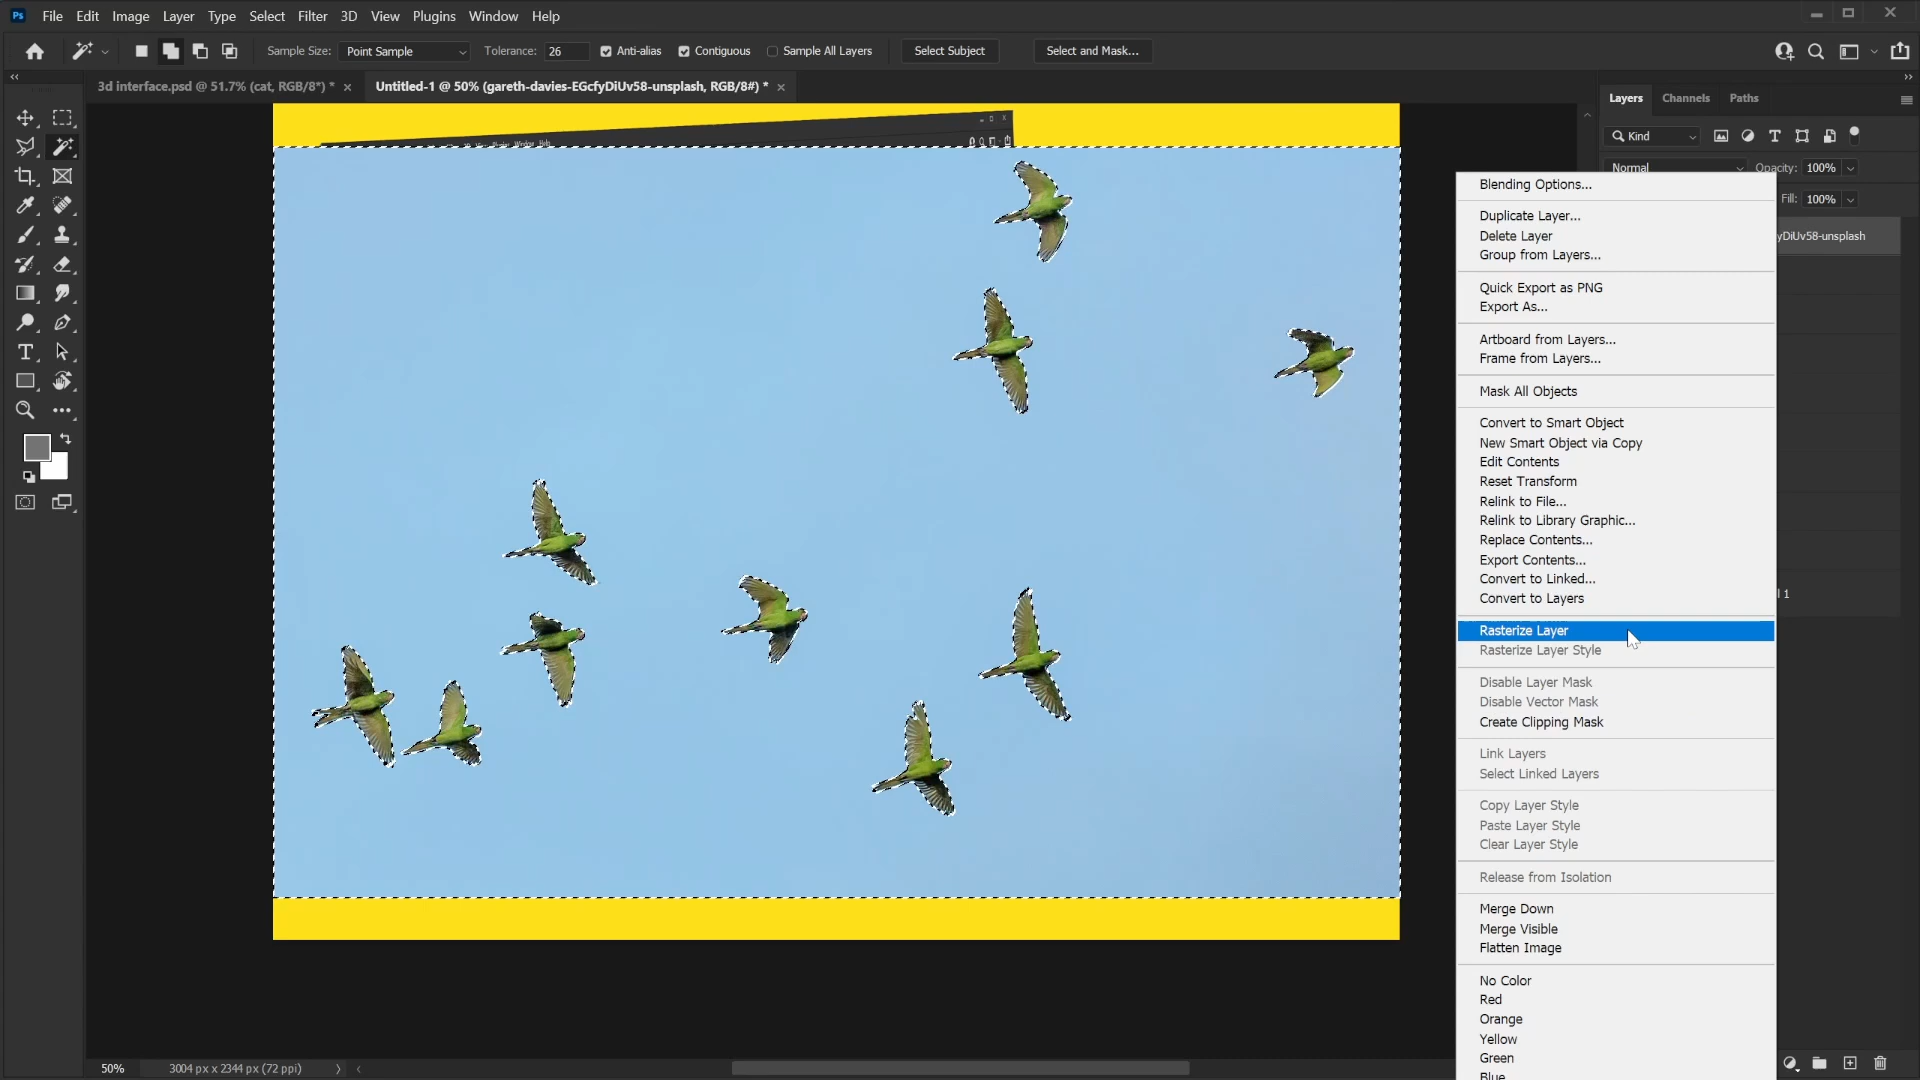 Ps File Edit Image Layer Type Select Filter 3D View Plugins Window Help
Sample Size: Point Sample Tolerance: 26 Anti-alias Contiguous Sample All Layers Select Subject Select and Mask...
3d interface.psd @ 51.7% (cat, RGB/8*) * × Untitled-1 @ 50% (gareth-davies-EGcfyDiUv58-unsplash, RGB/8#) * ×
Layers Channels Paths
Kind
Normal Opacity: 100%
Fill: 100%
yDiUv58-unsplash
l 1
Plugins Window Help
Blending Options...
Duplicate Layer...
Delete Layer
Group from Layers...
Quick Export as PNG
Export As...
Artboard from Layers...
Frame from Layers...
Mask All Objects
Convert to Smart Object
New Smart Object via Copy
Edit Contents
Reset Transform
Relink to File...
Relink to Library Graphic...
Replace Contents...
Export Contents...
Convert to Linked...
Convert to Layers
Rasterize Layer
Rasterize Layer Style
Disable Layer Mask
Disable Vector Mask
Create Clipping Mask
Link Layers
Select Linked Layers
Copy Layer Style
Paste Layer Style
Clear Layer Style
Release from Isolation
Merge Down
Merge Visible
Flatten Image
No Color
Red
Orange
Yellow
Green
Blue
50% 3004 px x 2344 px (72 ppi)